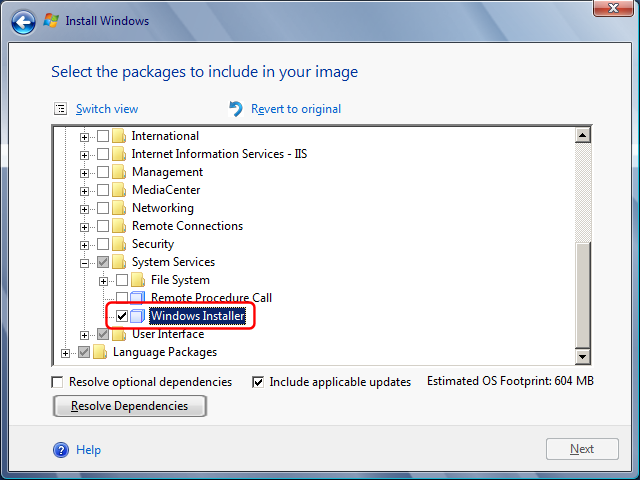 Install Windows
Select the packages to include in your image
Switch view
Revert to original
International
Internet Information Services - IIS
Management
MediaCenter
Networking
Remote Connections
Security
System Services
File System
Remote Procedure Call
Windows Installer
User Interface
Language Packages
Resolve optional dependencies
Include applicable updates
Estimated OS Footprint: 604 MB
Resolve Dependencies
Help
Next